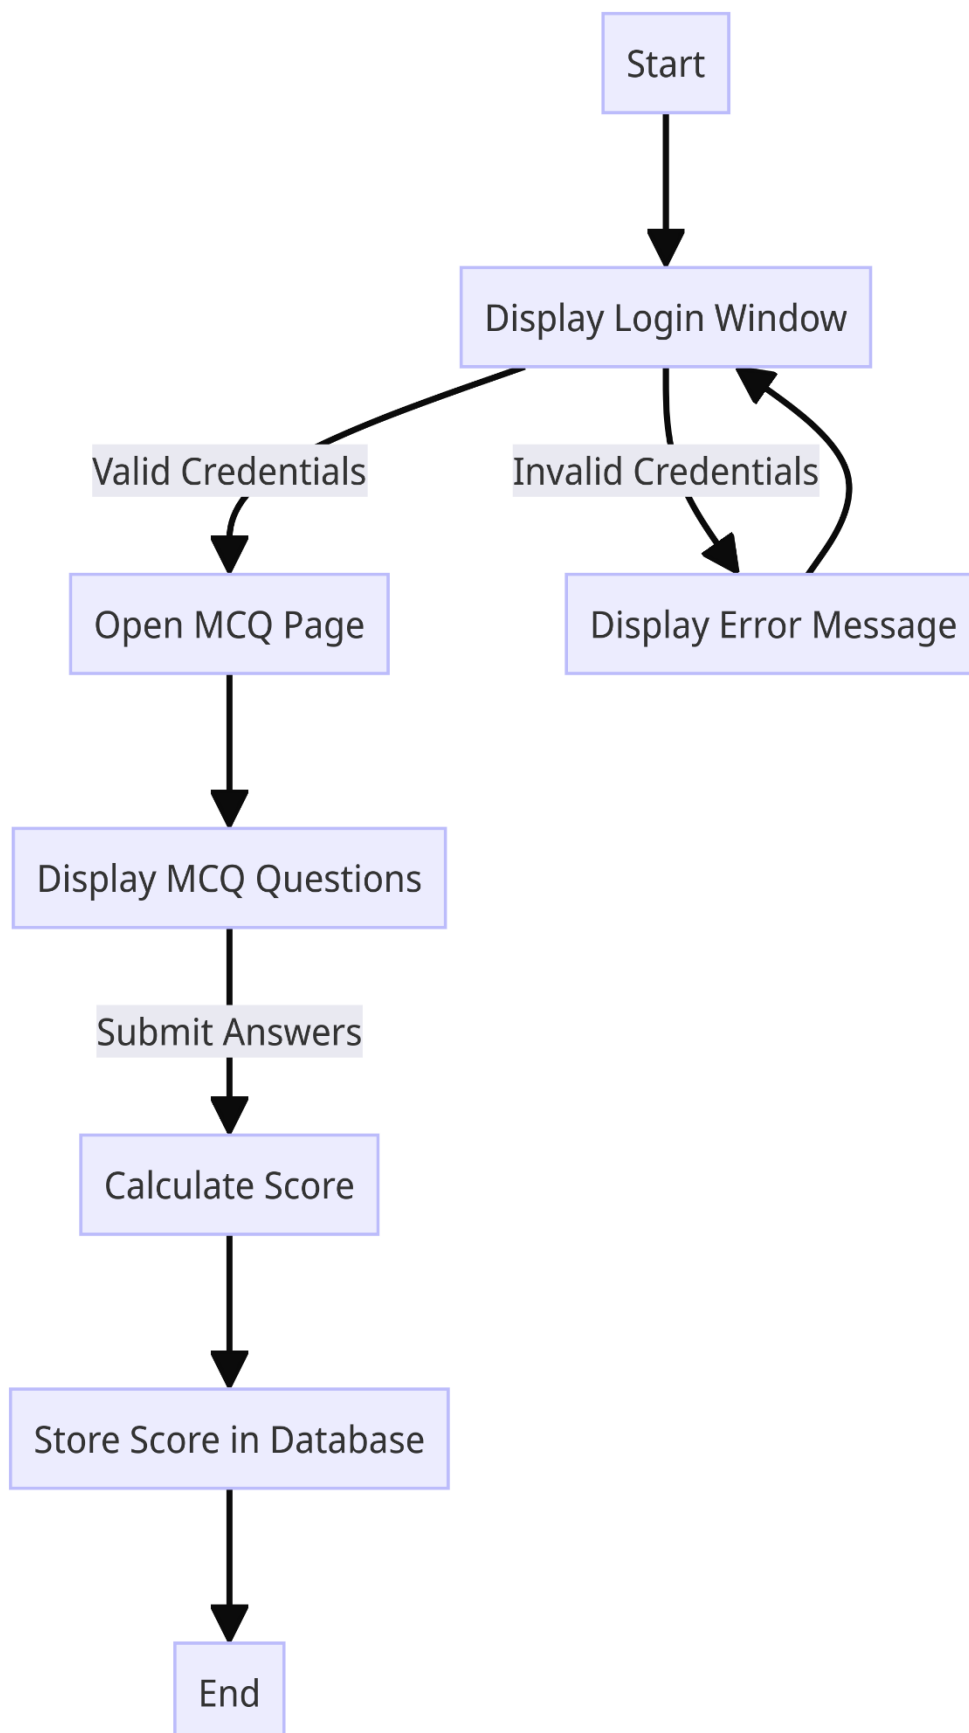 Start
Display Login Window
Valid Credentials
Invalid Credentials
Open MCQ Page
Display Error Message
Display MCQ Questions
Submit Answers
Calculate Score
Store Score in Database
End